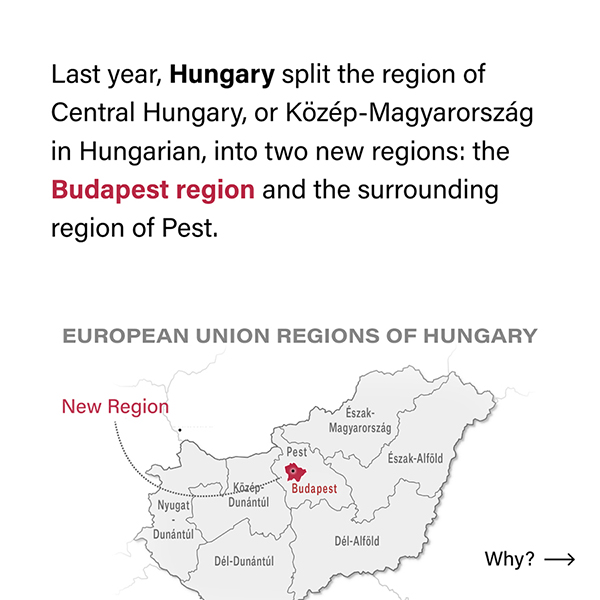 Last year, Hungary split the region of
Central Hungary, or Közép-Magyarország
in Hungarian, into two new regions: the
Budapest region and the surrounding
region of Pest.
EUROPEAN UNION REGIONS OF HUNGARY
New Region
Észak-
Magyarország
Pest
Észak-Alföld
Budapest
Közép-
Dunántúl
Nyugat
-
Dunántúl
Dél-Alföld
Dél-Dunántúl
Why? →